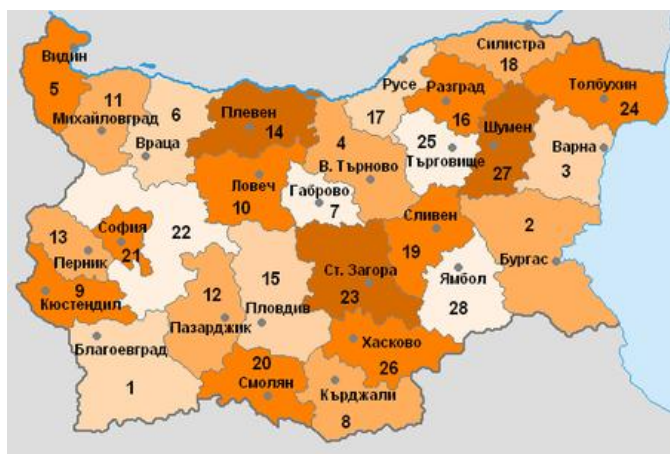 Силистра
18
Видин
5
Русе
Разград
16
Толбухин
24
11
Михайловград
6
Враца
Плевен
14
17
4
В. Търново
25
Търговище
Шумен
27
Варна
3
Ловеч
10
Габрово
7
Сливен
19
2
Бургас
13
Перник
София
21
22
9
Кюстендил
12
Пазарджик
15
Пловдив
Ст. Загора
23
Ямбол
28
Благоевград
1
20
Смолян
Хасково
26
Кърджали
8